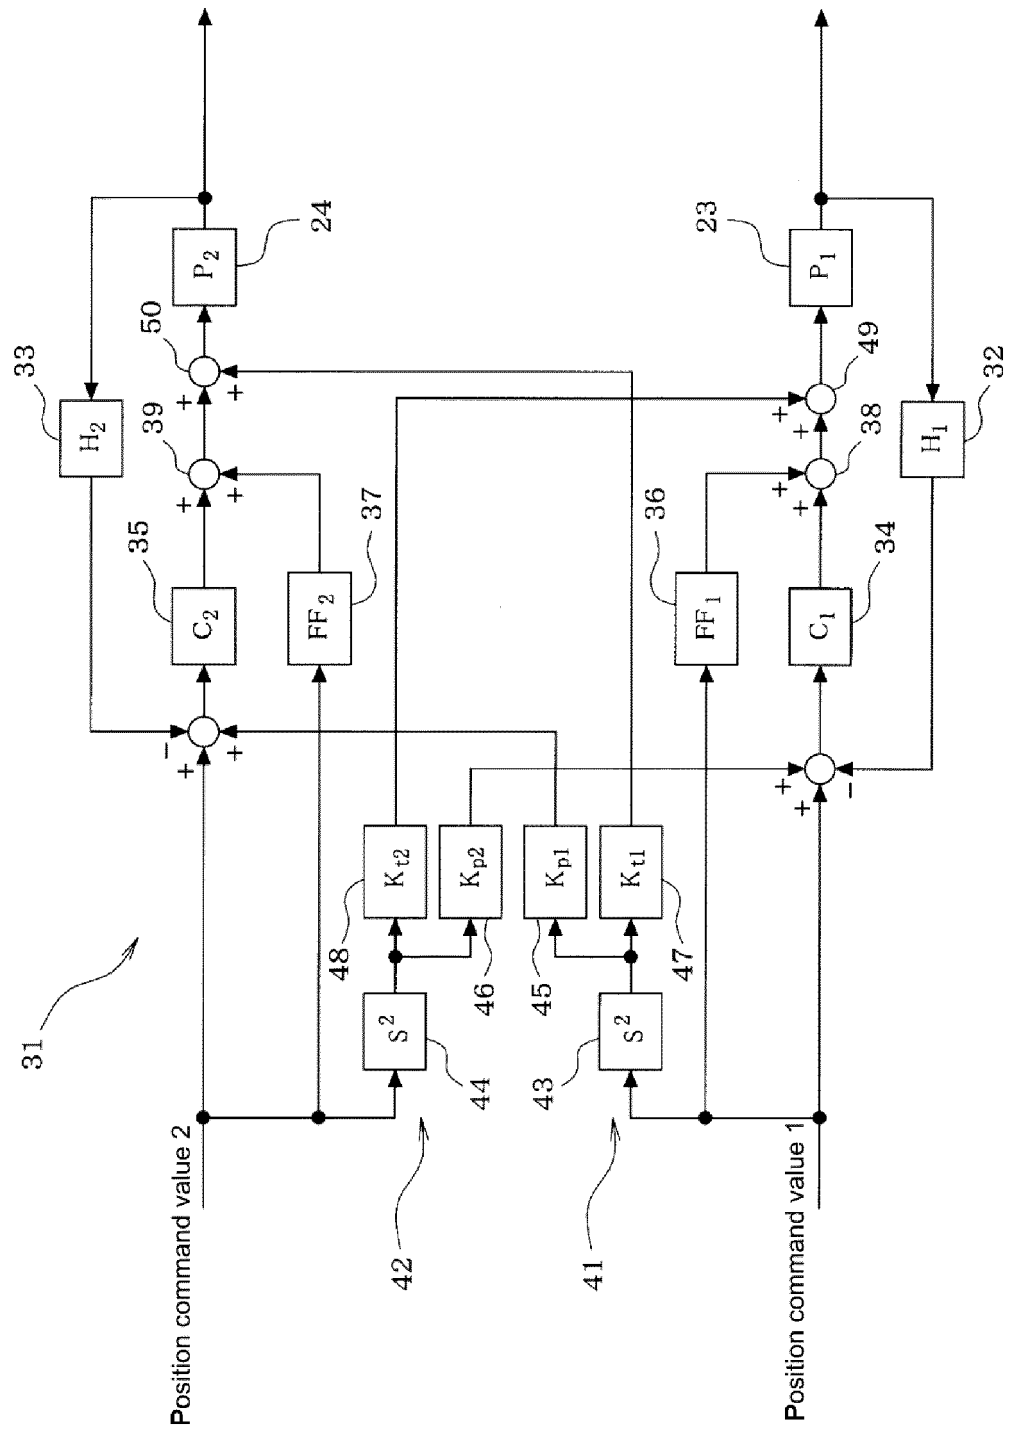 31
Position command value 2
Position command value 1
33
H₂
39
50
35
C₂
P₂
24
FF₂
37
42
44
S²
48
Kt2
46
Kp2
45
Kp1
47
Kt1
43
S²
41
36
FF₁
34
C₁
38
49
P₁
23
H₁
32
+
−
+
+
+
+
+
+
+
−
+
+
+
+